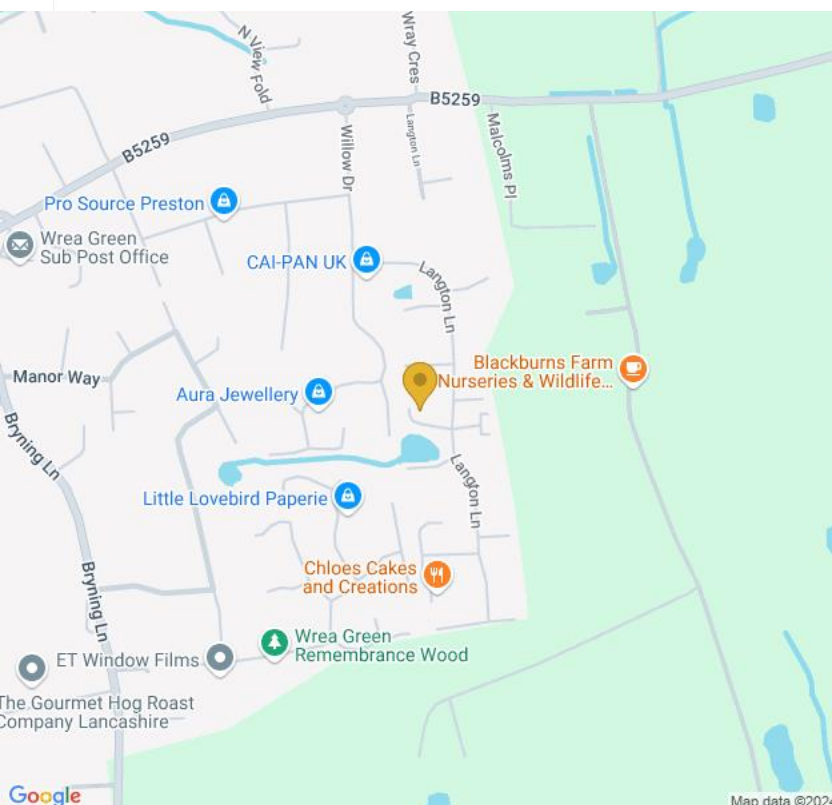 N View Fold
Wray Cres
B5259
Langton Ln
Malcolms Pl
B5259
Willow Dr
Pro Source Preston
Wrea Green
Sub Post Office
CAI-PAN UK
Langton Ln
Blackburns Farm
Nurseries & Wildlife...
Manor Way
Aura Jewellery
Bryning Ln
Langton Ln
Little Lovebird Paperie
Chloes Cakes
and Creations
Bryning Ln
Wrea Green
Remembrance Wood
ET Window Films
The Gourmet Hog Roast
Company Lancashire
Google
Map data ©2024